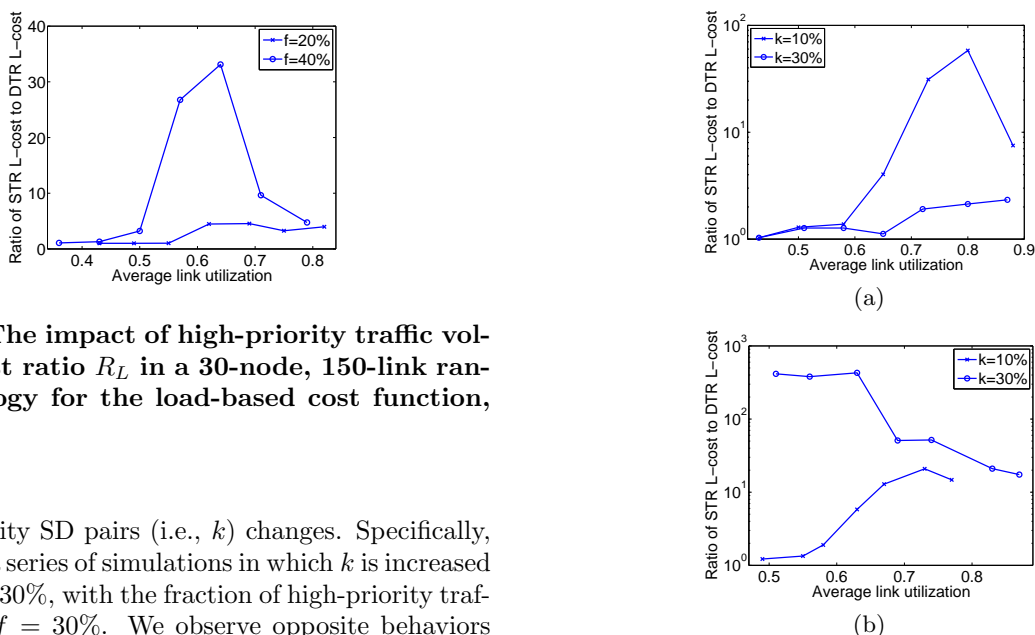 40
30
20
10
0
0.4
0.5
0.6
0.7
0.8
Average link utilization
Ratio of STR L-cost to DTR L-cost
f=20%
f=40%
The impact of high-priority traffic vol-
st ratio R_L in a 30-node, 150-link ran-
ogy for the load-based cost function,
ity SD pairs (i.e., k) changes. Specifically,
series of simulations in which k is increased
30%, with the fraction of high-priority traf-
f = 30%. We observe opposite behaviors
10^2
10^1
10^0
0.5
0.6
0.7
0.8
0.9
Average link utilization
Ratio of STR L-cost to DTR L-cost
k=10%
k=30%
(a)
10^3
10^2
10^1
10^0
0.5
0.6
0.7
0.8
Average link utilization
Ratio of STR L-cost to DTR L-cost
k=10%
k=30%
(b)